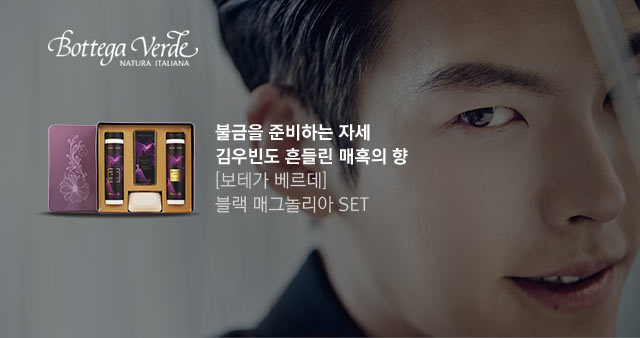 Bottega Verde
NATURA ITALIANA
불금을 준비하는 자세
김우빈도 흔들린 매혹의 향
[보테가 베르데]
블랙 매그놀리아 SET